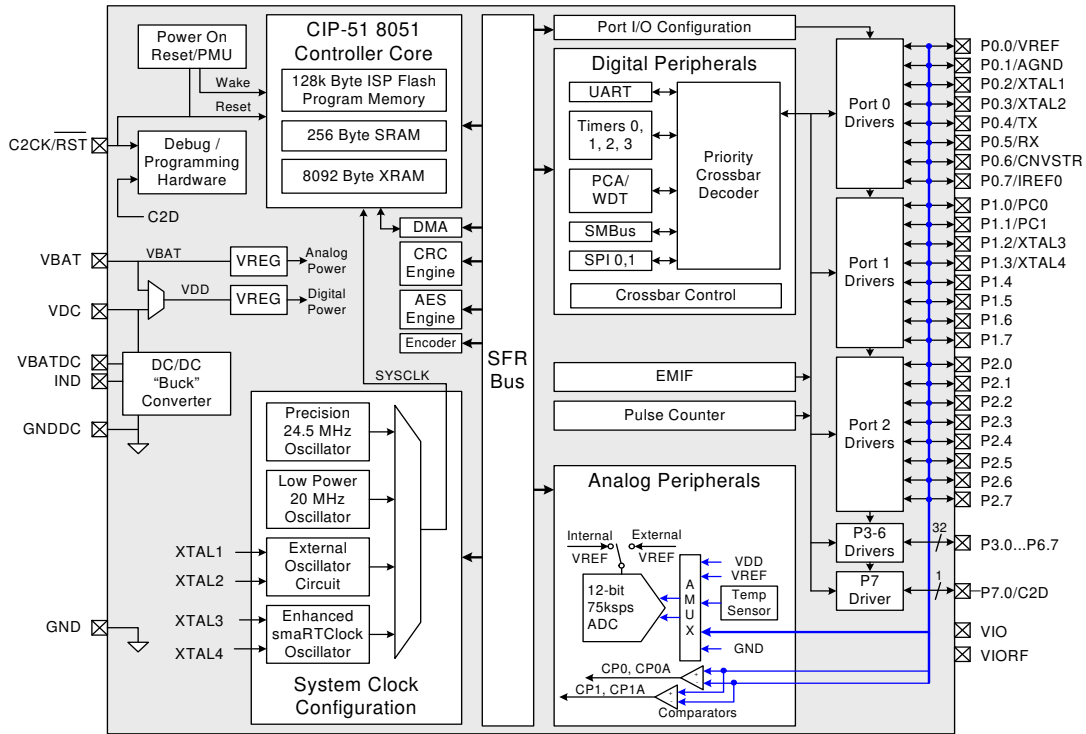 Power On
Reset/PMU
Wake
Reset
C2CK/RST
Debug /
Programming
Hardware
C2D
CIP-51 8051
Controller Core
128k Byte ISP Flash
Program Memory
256 Byte SRAM
8092 Byte XRAM
DMA
CRC
Engine
AES
Engine
Encoder
SYSCLK
VBAT
VBAT
VREG
Analog
Power
VDC
VDD
VREG
Digital
Power
VBATDC
IND
DC/DC
“Buck”
Converter
GNDDC
GND
Precision
24.5 MHz
Oscillator
Low Power
20 MHz
Oscillator
XTAL1
XTAL2
External
Oscillator
Circuit
XTAL3
XTAL4
Enhanced
smaRTClock
Oscillator
System Clock
Configuration
SFR
Bus
Port I/O Configuration
Digital Peripherals
UART
Timers 0,
1, 2, 3
PCA/
WDT
SMBus
SPI 0,1
Priority
Crossbar
Decoder
Crossbar Control
EMIF
Pulse Counter
Analog Peripherals
Internal
VREF
External
VREF
12-bit
75ksps
ADC
A
M
U
X
VDD
VREF
Temp
Sensor
GND
CP0, CP0A
+
-
CP1, CP1A
+
-
Comparators
Port 0
Drivers
Port 1
Drivers
Port 2
Drivers
P3-6
Drivers
P7
Driver
32
1
P0.0/VREF
P0.1/AGND
P0.2/XTAL1
P0.3/XTAL2
P0.4/TX
P0.5/RX
P0.6/CNVSTR
P0.7/IREF0
P1.0/PC0
P1.1/PC1
P1.2/XTAL3
P1.3/XTAL4
P1.4
P1.5
P1.6
P1.7
P2.0
P2.1
P2.2
P2.3
P2.4
P2.5
P2.6
P2.7
P3.0...P6.7
P7.0/C2D
VIO
VIORF